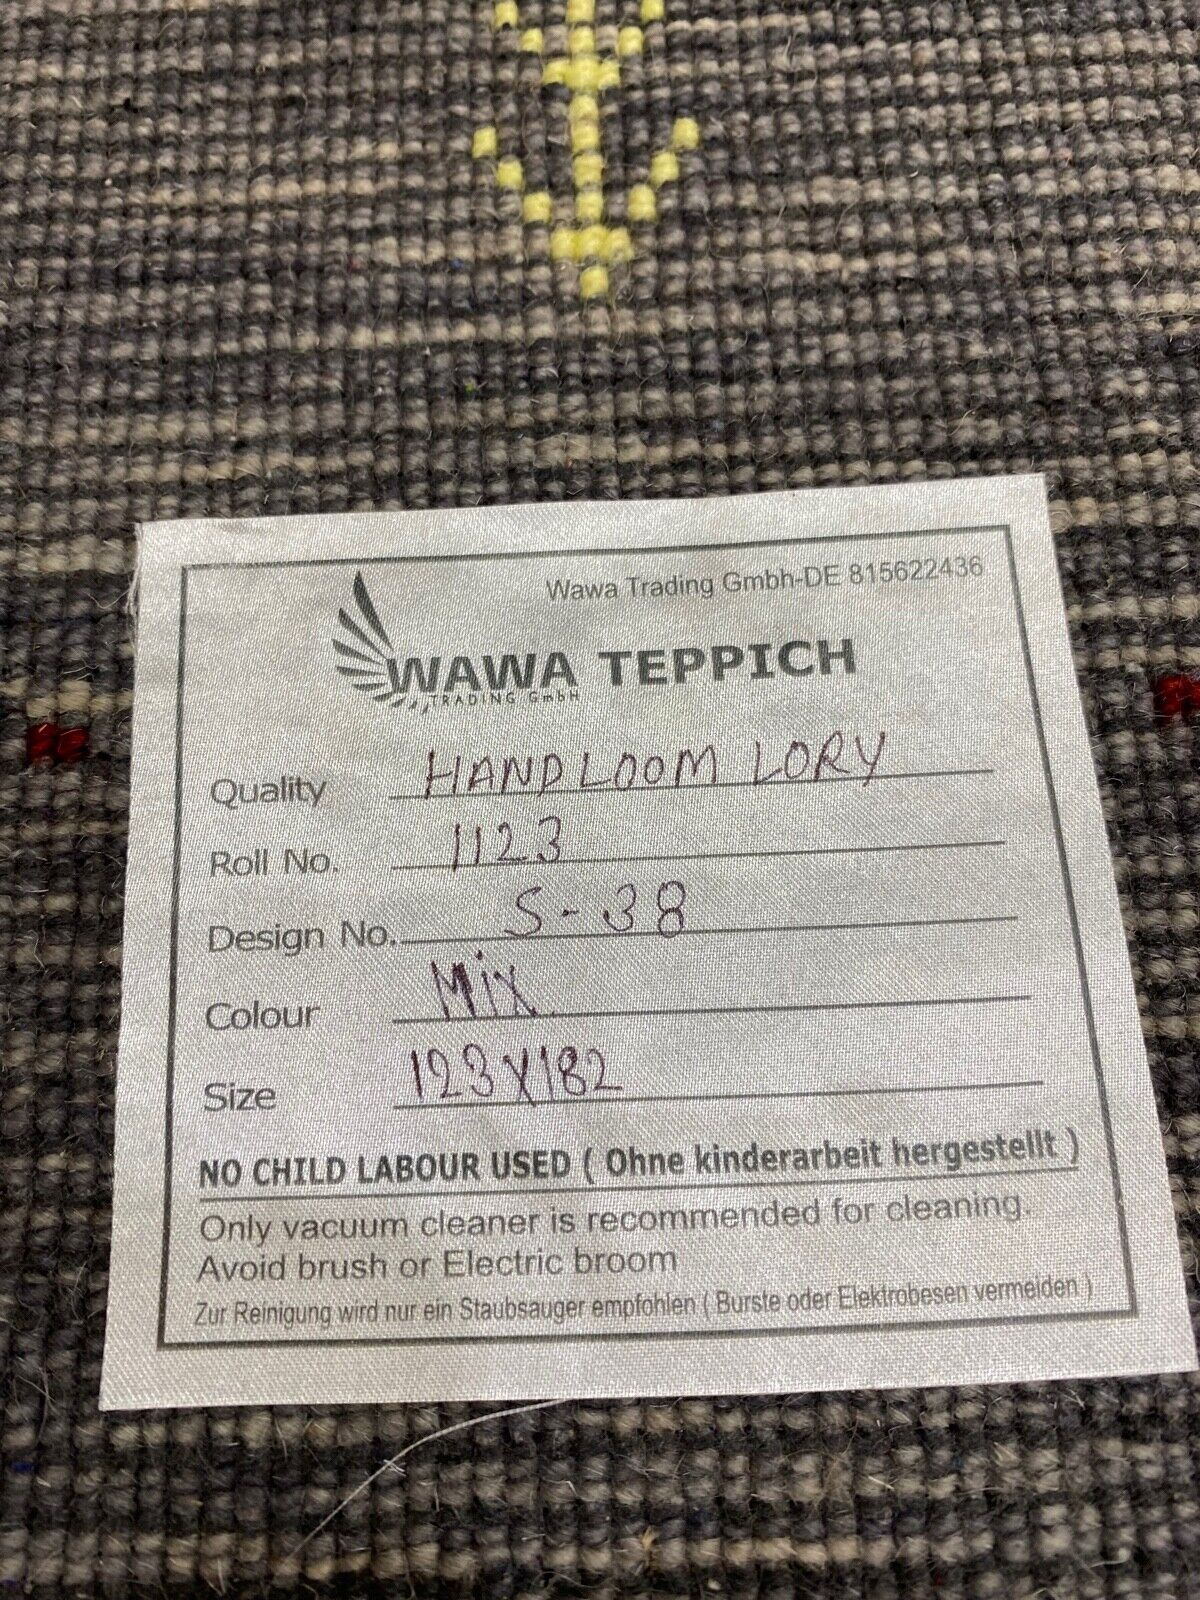 Wawa Trading Gmbh-DE 815622436
WAWA TEPPICH
TRADING GmbH
Quality HANDLOOM LORY
Roll No. 1123
Design No. S-38
Colour Mix
Size 123X182
NO CHILD LABOUR USED ( Ohne kinderarbeit hergestellt )
Only vacuum cleaner is recommended for cleaning.
Avoid brush or Electric broom
Zur Reinigung wird nur ein Staubsauger empfohlen ( Burste oder Elektrobesen vermeiden )